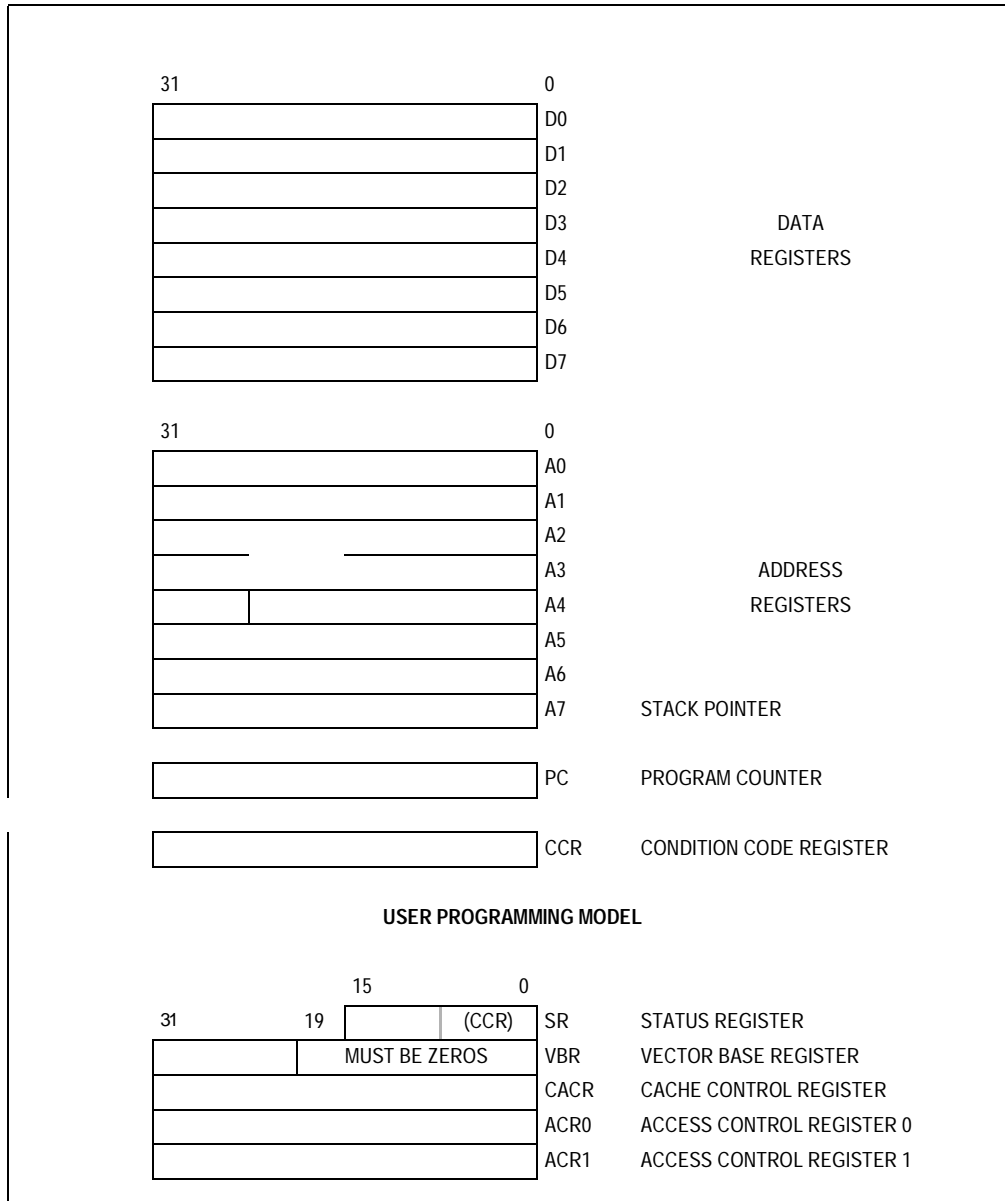 31 0
D0
D1
D2
D3 DATA
D4 REGISTERS
D5
D6
D7
31 0
A0
A1
A2
A3 ADDRESS
A4 REGISTERS
A5
A6
A7 STACK POINTER
PC PROGRAM COUNTER
CCR CONDITION CODE REGISTER
USER PROGRAMMING MODEL
15 0
31 19 (CCR) SR STATUS REGISTER
MUST BE ZEROS VBR VECTOR BASE REGISTER
CACR CACHE CONTROL REGISTER
ACR0 ACCESS CONTROL REGISTER 0
ACR1 ACCESS CONTROL REGISTER 1